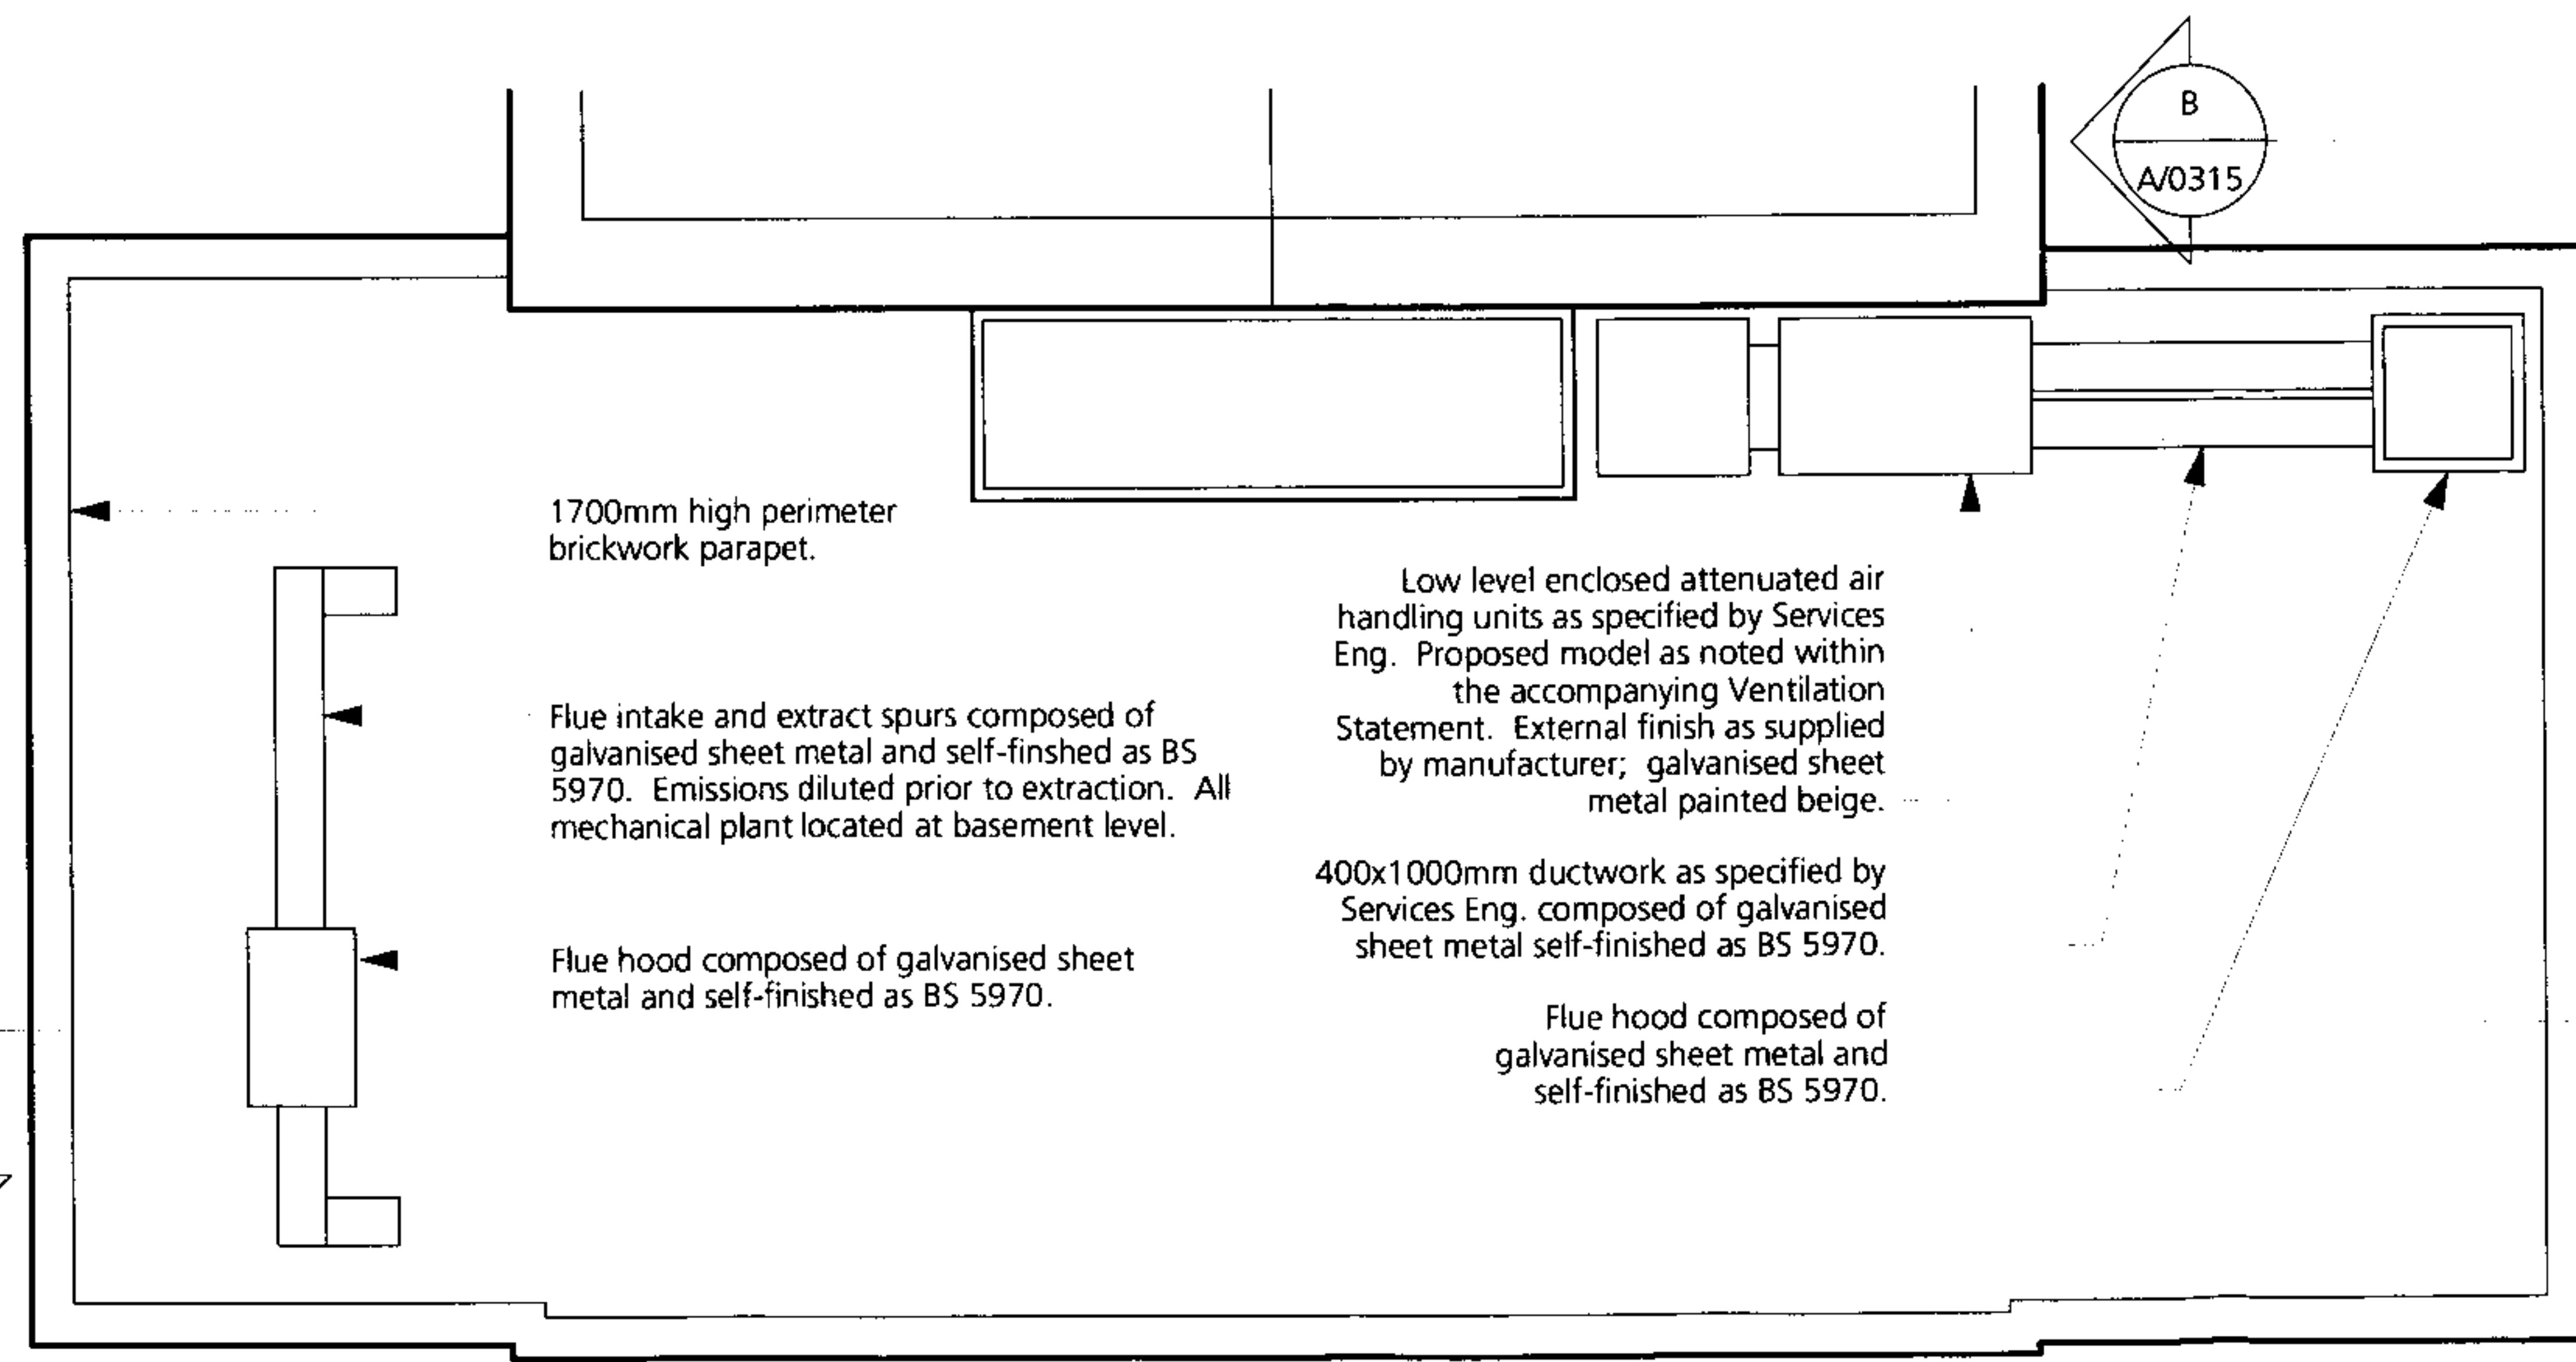 B
A/0315
1700mm high perimeter
brickwork parapet.
Flue intake and extract spurs composed of
galvanised sheet metal and self-finshed as BS
5970. Emissions diluted prior to extraction. All
mechanical plant located at basement level.
Flue hood composed of galvanised sheet
metal and self-finished as BS 5970.
Low level enclosed attenuated air
handling units as specified by Services
Eng. Proposed model as noted within
the accompanying Ventilation
Statement. External finish as supplied
by manufacturer; galvanised sheet
metal painted beige.
400x1000mm ductwork as specified by
Services Eng. composed of galvanised
sheet metal self-finished as BS 5970.
Flue hood composed of
galvanised sheet metal and
self-finished as BS 5970.